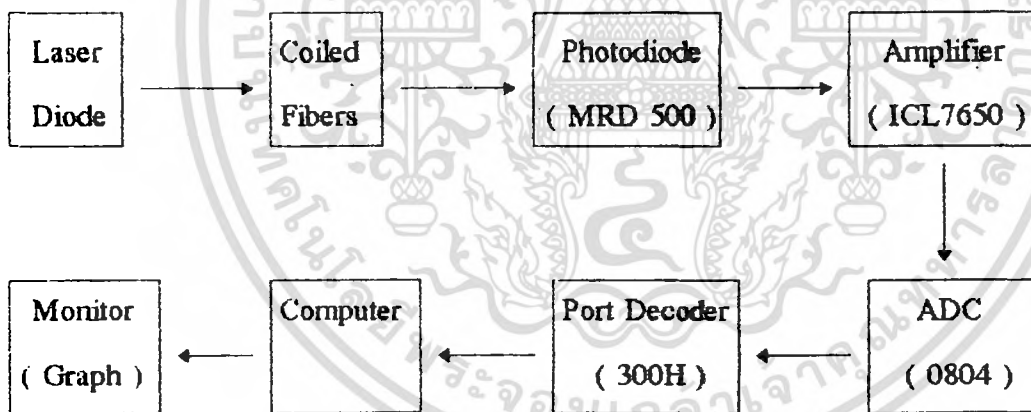 Laser
Diode
Coiled
Fibers
Photodiode
( MRD 500 )
Amplifier
( ICL7650 )
Monitor
( Graph )
Computer
Port Decoder
( 300H )
ADC
( 0804 )